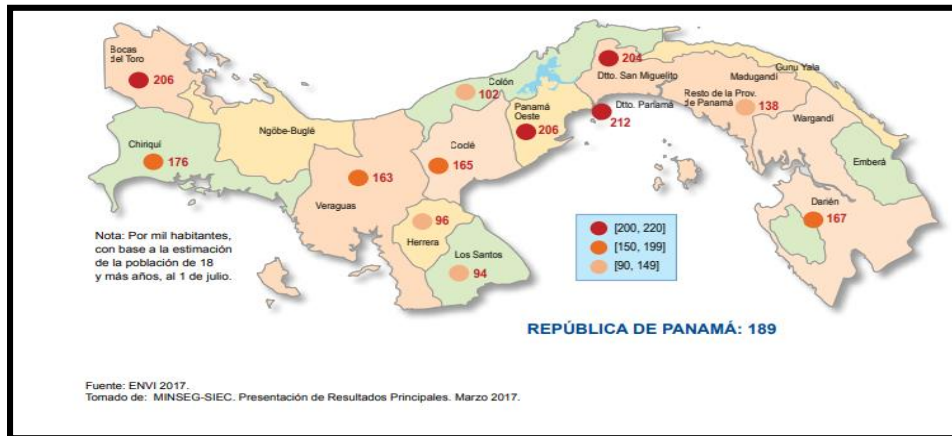 Bocas
del Toro
206
Chiriquí
176
Ngöbe-Buglé
Veraguas
163
Colón
102
Coclé
165
Herrera
96
Los Santos
94
Panamá
Oeste
206
204
Dtto. San Miguelito
Dtto. Panamá
212
Gunu Yala
Madugandí
Resto de la Prov.
de Panamá
138
Wargandí
Emberá
Darién
167
Nota: Por mil habitantes,
con base a la estimación
de la población de 18
y más años, al 1 de julio.
[200, 220]
[150, 199]
[90, 149]
REPÚBLICA DE PANAMÁ: 189
Fuente: ENVI 2017.
Tomado de: MINSEG-SIEC. Presentación de Resultados Principales. Marzo 2017.